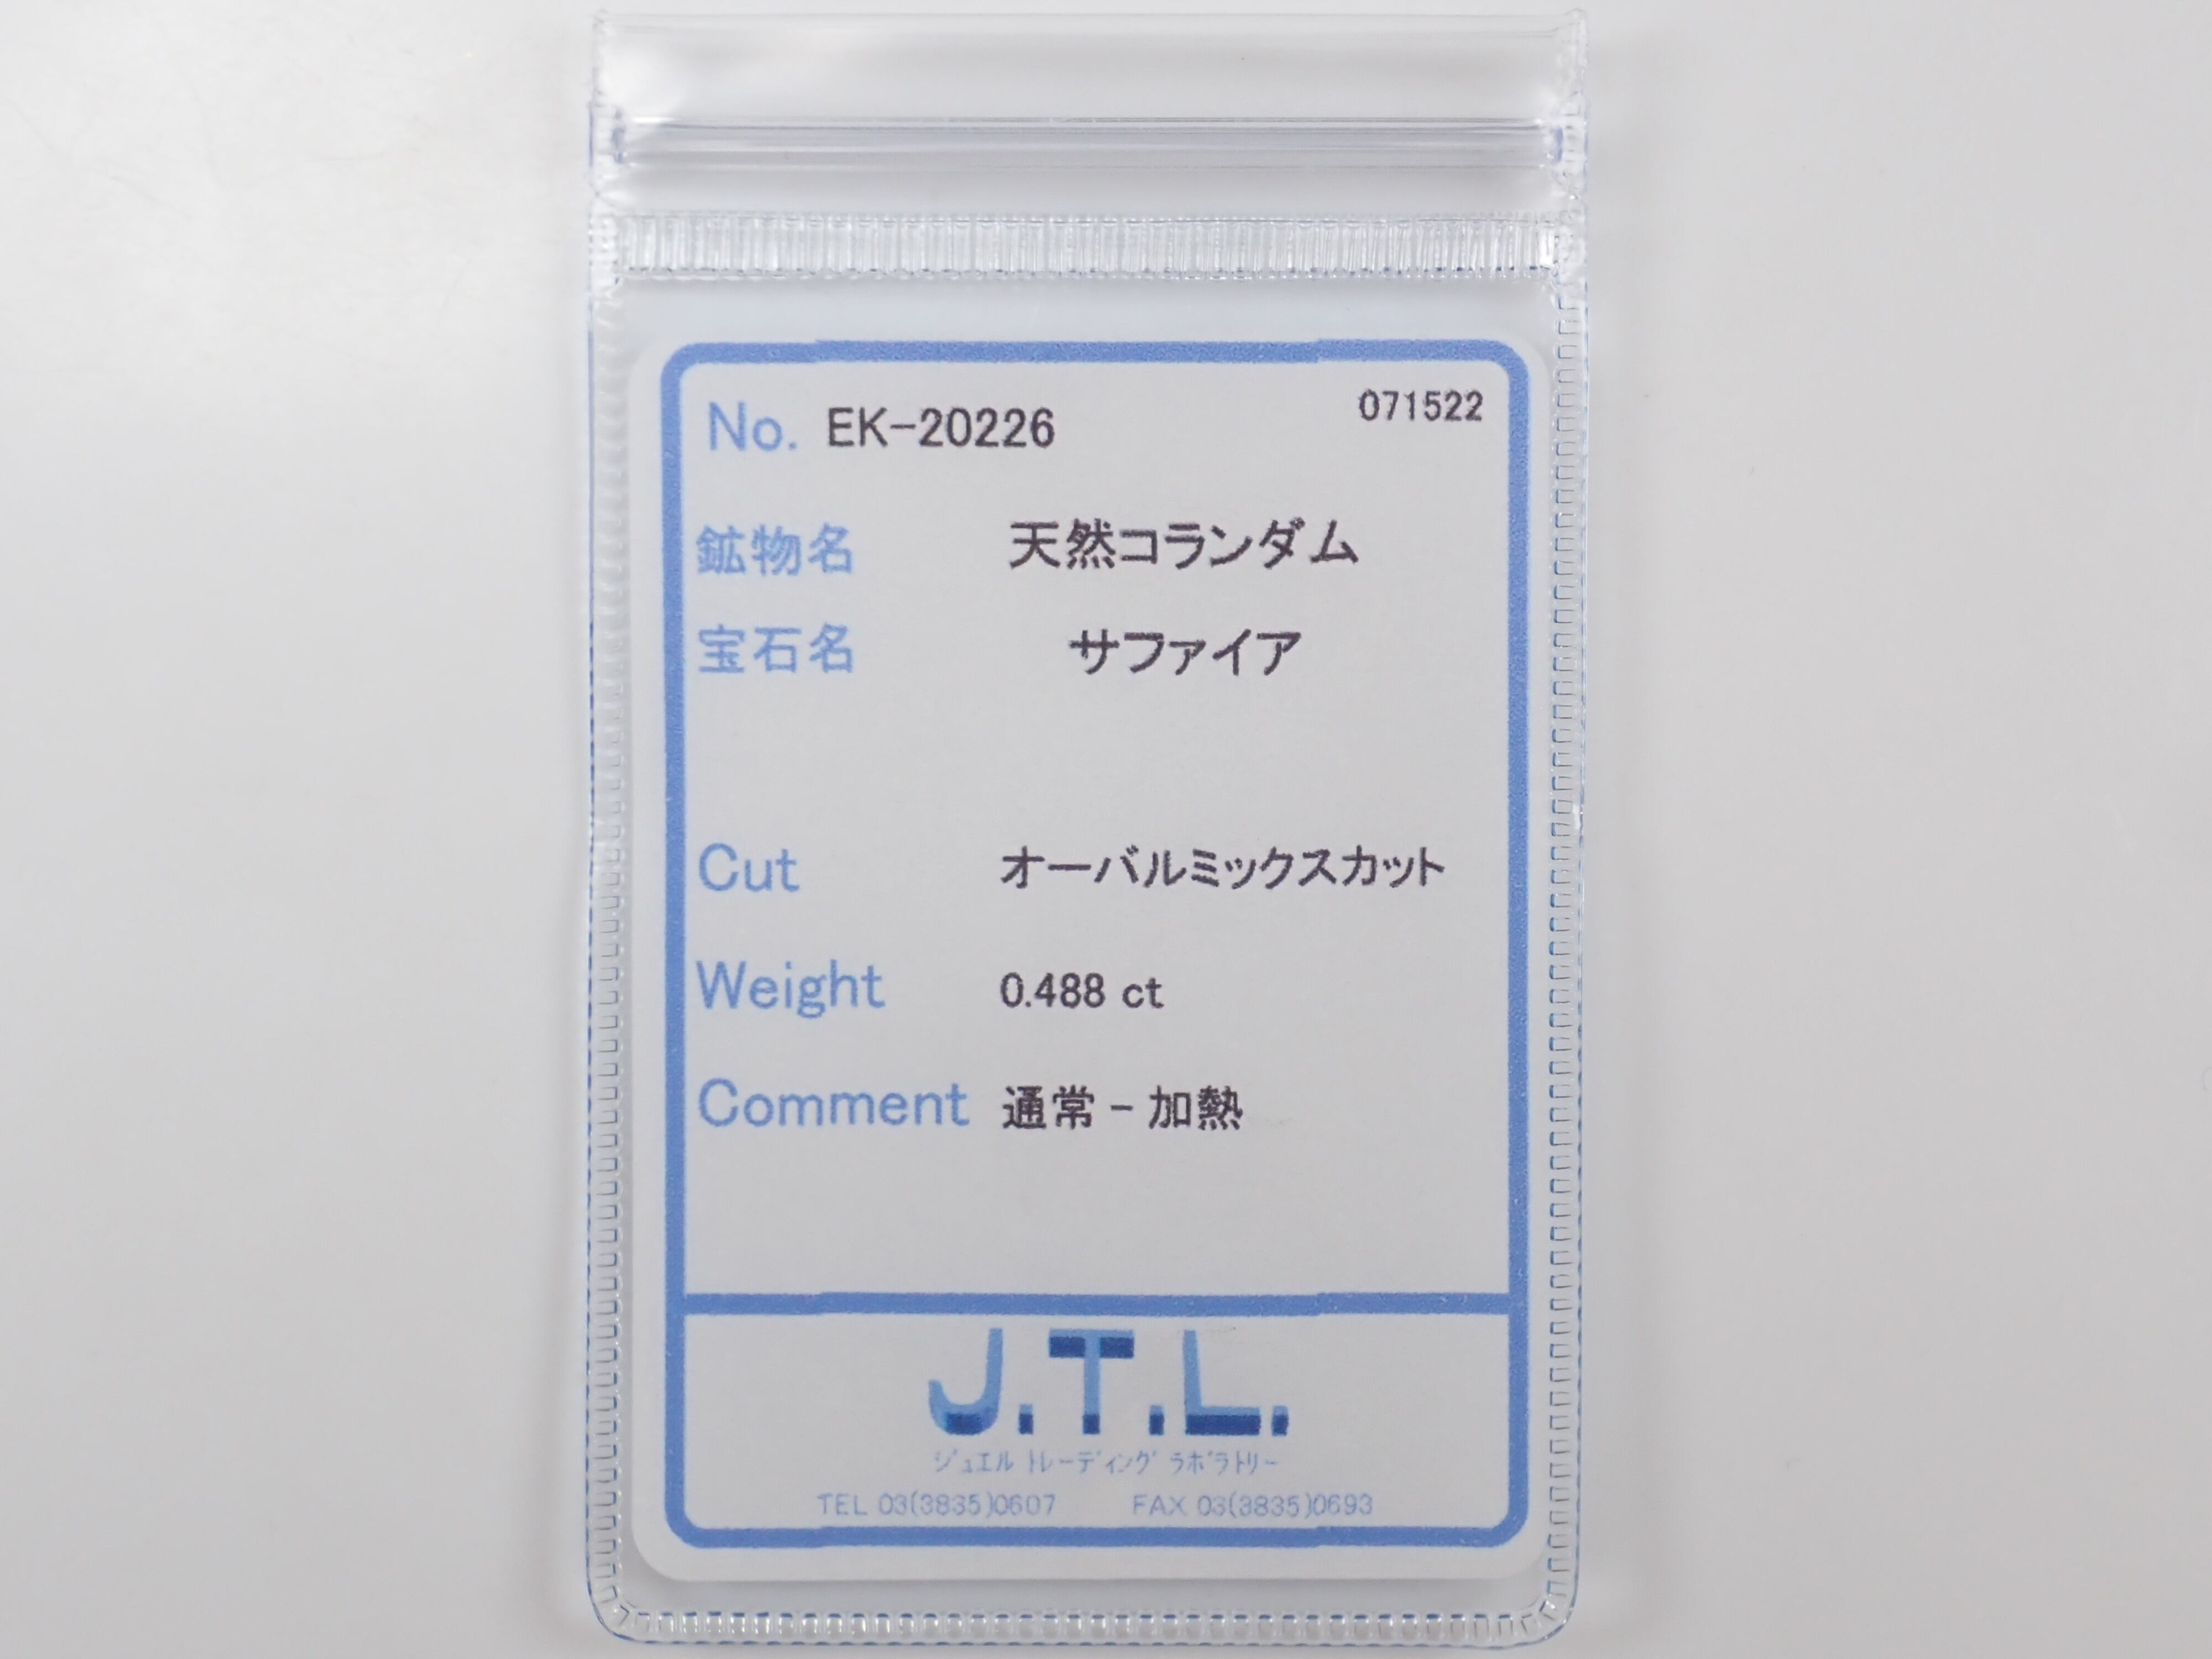 No. EK-20226 071522
鉱物名 天然コランダム
宝石名 サファイア
Cut オーバルミックスカット
Weight 0.488 ct
Comment 通常-加熱
J.T.L.
ジュエル トレーディング ラボラトリー
TEL 03(3835)0607 FAX 03(3835)0693